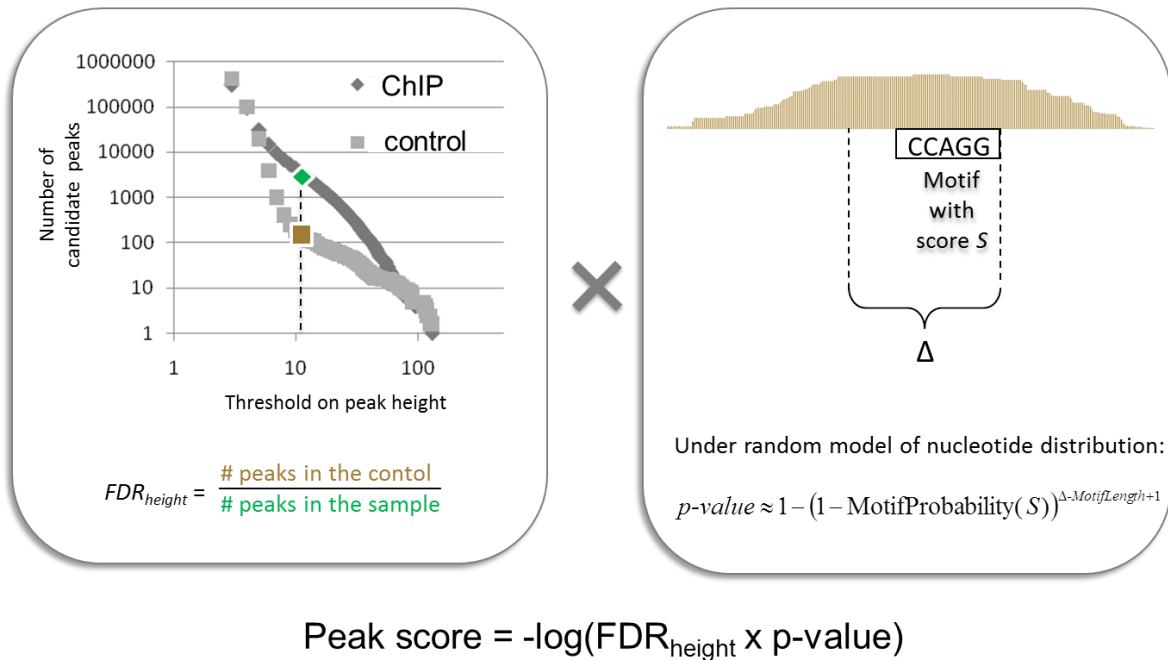 1000000
100000
10000
1000
100
10
1
Number of
candidate peaks
ChIP
control
1
10
100
Threshold on peak height
FDRheight = # peaks in the contol
# peaks in the sample
×
CCAGG
Motif
with
score S
Δ
Under random model of nucleotide distribution:
p-value ≈ 1 – (1 – MotifProbability(S))^Δ-MotifLength+1
Peak score = -log(FDRheight x p-value)